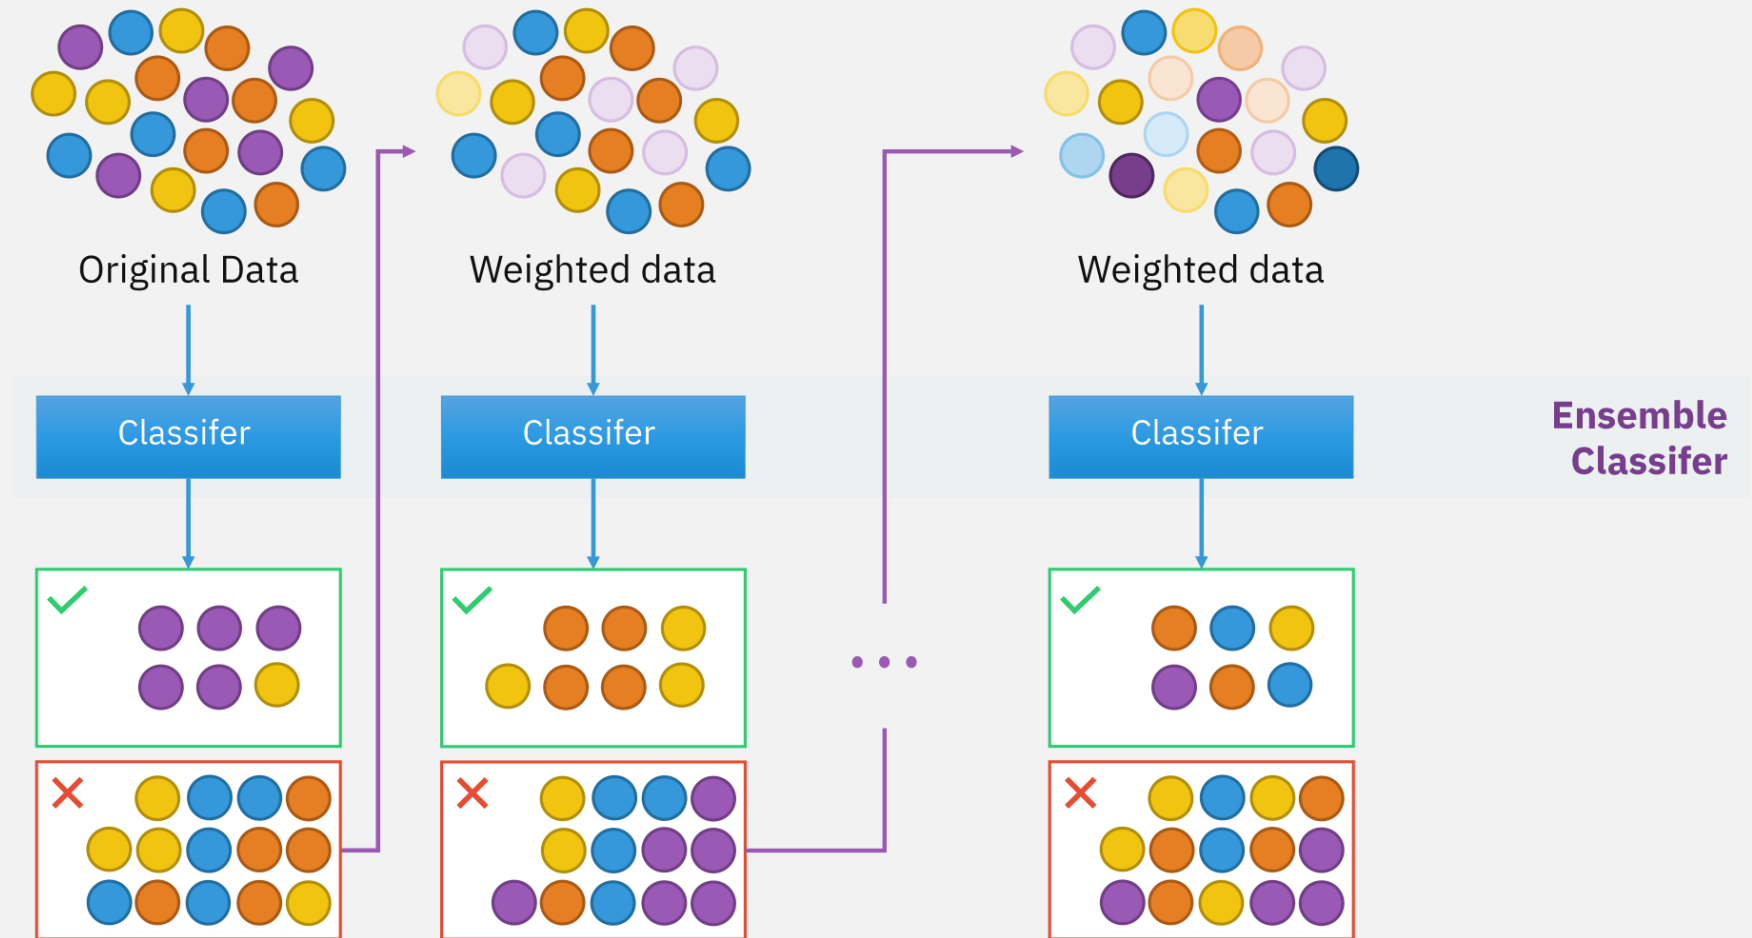 Original Data
Weighted data
Weighted data
Classifer
Classifer
Classifer
Ensemble
Classifer